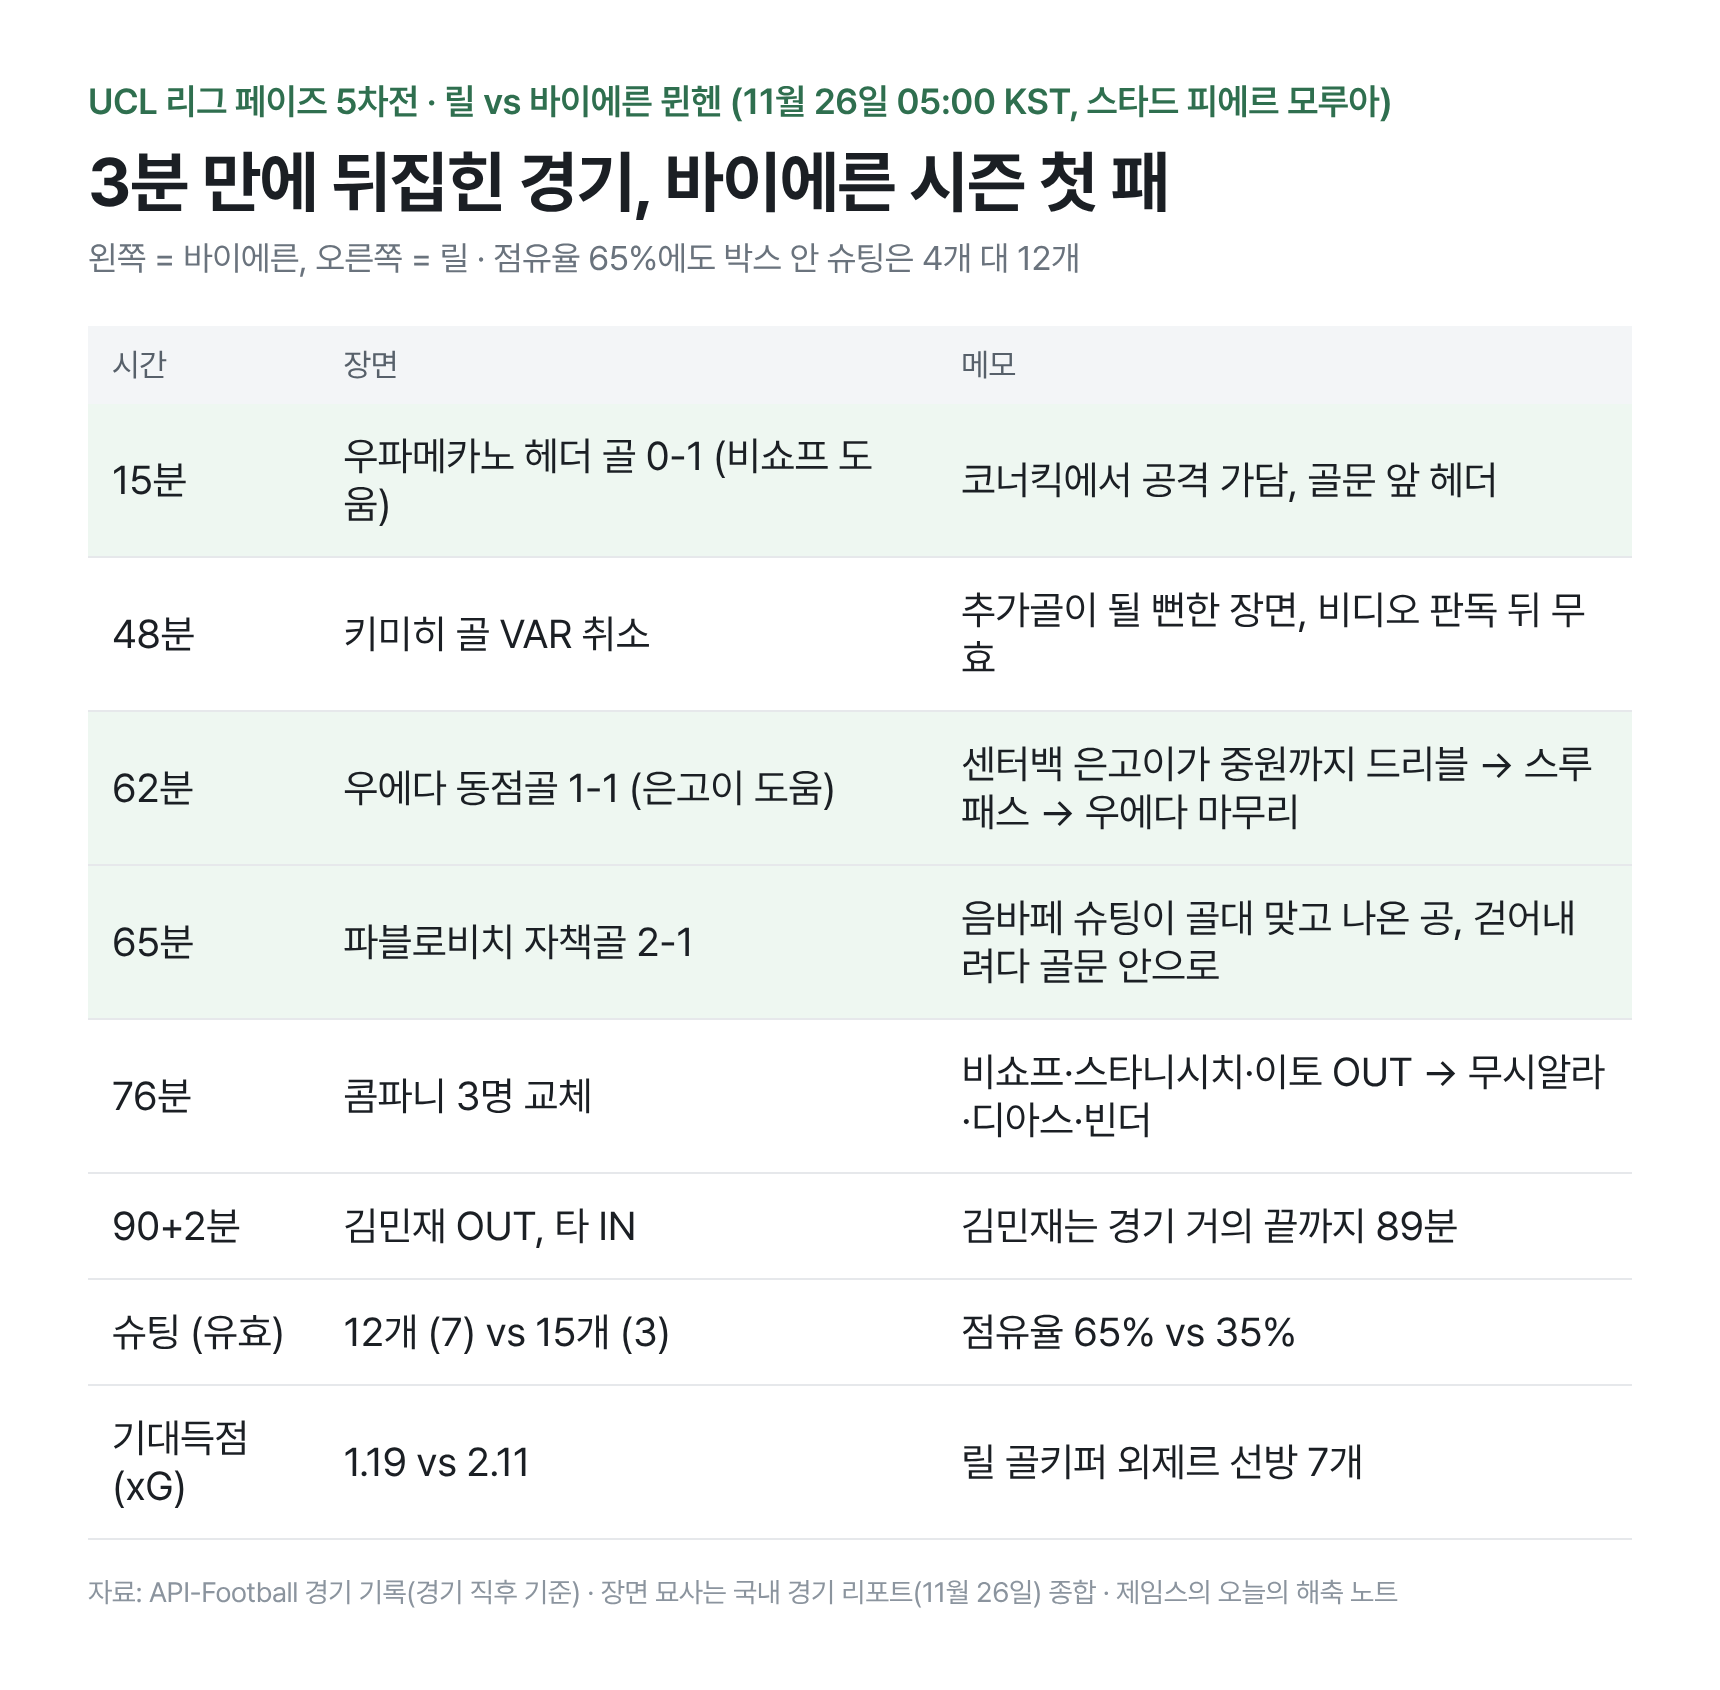 UCL 리그 페이즈 5차전 · 릴 vs 바이에른 뮌헨 (11월 26일 05:00 KST, 스타드 피에르 모루아)
3분 만에 뒤집힌 경기, 바이에른 시즌 첫 패
왼쪽 = 바이에른, 오른쪽 = 릴 · 점유율 65%에도 박스 안 슈팅은 4개 대 12개
시간
장면
메모
15분
우파메카노 헤더 골 0-1 (비쇼프 도
움)
코너킥에서 공격 가담, 골문 앞 헤더
48분
키미히 골 VAR 취소
추가골이 될 뻔한 장면, 비디오 판독 뒤 무
효
62분
우에다 동점골 1-1 (은고이 도움)
센터백 은고이가 중원까지 드리블 → 스루
패스 → 우에다 마무리
65분
파블로비치 자책골 2-1
음바페 슈팅이 골대 맞고 나온 공, 걷어내
려다 골문 안으로
76분
콤파니 3명 교체
비쇼프·스타니시치·이토 OUT → 무시알라
·디아스·빈더
90+2분
김민재 OUT, 타 IN
김민재는 경기 거의 끝까지 89분
슈팅 (유효)
12개 (7) vs 15개 (3)
점유율 65% vs 35%
기대득점
(xG)
1.19 vs 2.11
릴 골키퍼 외제르 선방 7개
자료: API-Football 경기 기록(경기 직후 기준) · 장면 묘사는 국내 경기 리포트(11월 26일) 종합 · 제임스의 오늘의 해축 노트